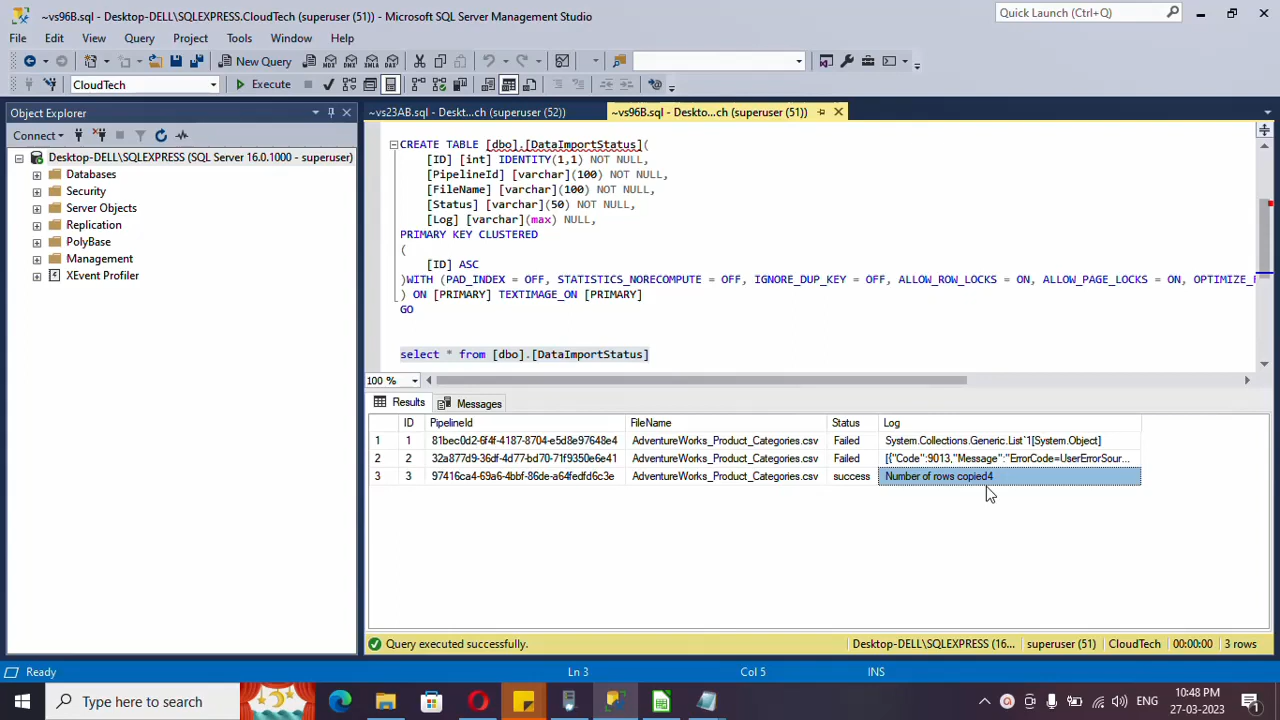 ~vs96B.sql - Desktop-DELL\SQLEXPRESS.CloudTech (superuser (51)) - Microsoft SQL Server Management Studio
Quick Launch (Ctrl+Q)
File Edit View Query Project Tools Window Help
New Query
MDX DMX XMLA DAX
CloudTech Execute
Object Explorer
~vs23AB.sql - Deskt...ch (superuser (52))
~vs96B.sql - Deskto...ch (superuser (51))
Connect
Desktop-DELL\SQLEXPRESS (SQL Server 16.0.1000 - superuser)
Databases
Security
Server Objects
Replication
PolyBase
Management
XEvent Profiler
CREATE TABLE [dbo].[DataImportStatus](
[ID] [int] IDENTITY(1,1) NOT NULL,
[PipelineId] [varchar](100) NOT NULL,
[FileName] [varchar](100) NOT NULL,
[Status] [varchar](50) NOT NULL,
[Log] [varchar](max) NULL,
PRIMARY KEY CLUSTERED
(
[ID] ASC
)WITH (PAD_INDEX = OFF, STATISTICS_NORECOMPUTE = OFF, IGNORE_DUP_KEY = OFF, ALLOW_ROW_LOCKS = ON, ALLOW_PAGE_LOCKS = ON,
) ON [PRIMARY] TEXTIMAGE_ON [PRIMARY]
GO
select * from [dbo].[DataImportStatus]
100 %
Results Messages
ID PipelineId FileName Status Log
1 1 81bec0d2-6f4f-4187-8704-e5d8e97648e4 AdventureWorks_Product_Categories.csv Failed System.Collections.Generic.List`1[System.Object]
2 2 32a877d9-36df-4d77-bd70-71f9350e6e41 AdventureWorks_Product_Categories.csv Failed [{"Code":9013,"Message":"ErrorCode=UserErrorSour...
3 3 97416ca4-69a6-4bbf-86de-a64fedfd6c3e AdventureWorks_Product_Categories.csv success Number of rows copied4
Query executed successfully.
Desktop-DELL\SQLEXPRESS (16... superuser (51) CloudTech 00:00:00 3 rows
Ready Ln 3 Col 5 INS
Type here to search
ENG
10:48 PM
27-03-2023
1